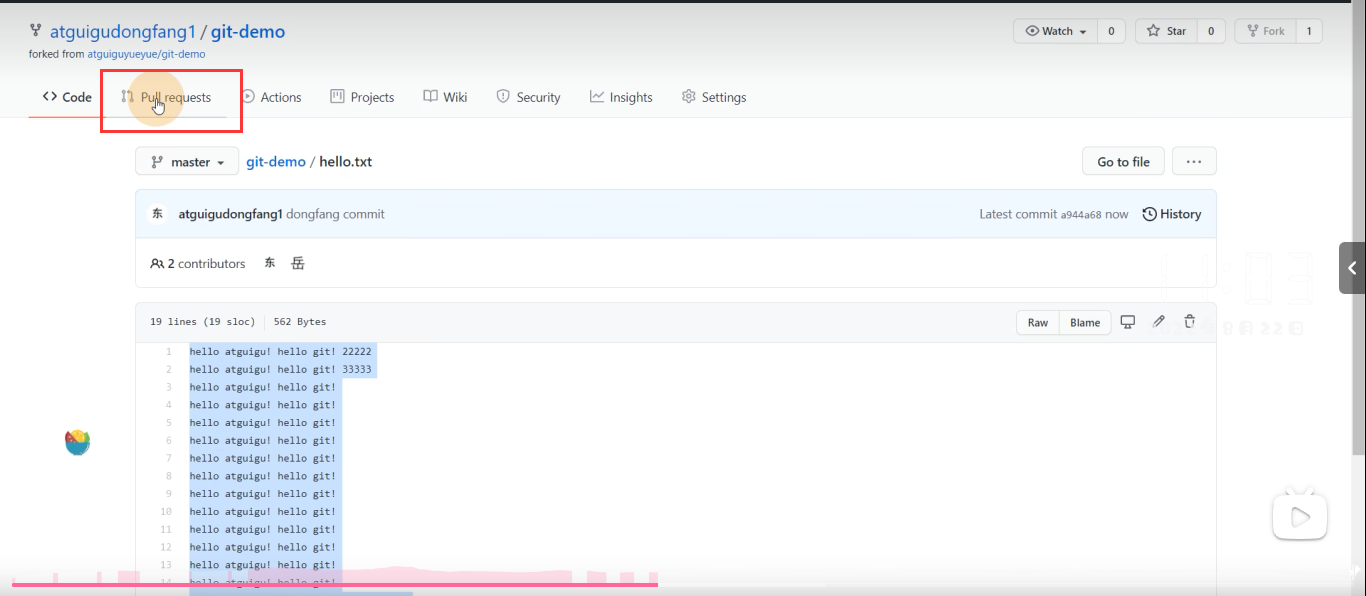 atguigudongfang1 / git-demo
Watch 0 Star 0 Fork 1
forked from atguiguyueyue/git-demo
Code Pull requests Actions Projects Wiki Security Insights Settings
master git-demo / hello.txt Go to file ...
东 atguigudongfang1 dongfang commit Latest commit a944a68 now History
2 contributors 东 岳
19 lines (19 sloc) 562 Bytes Raw Blame
1 hello atguigu! hello git! 22222
2 hello atguigu! hello git! 33333
3 hello atguigu! hello git!
4 hello atguigu! hello git!
5 hello atguigu! hello git!
6 hello atguigu! hello git!
7 hello atguigu! hello git!
8 hello atguigu! hello git!
9 hello atguigu! hello git!
10 hello atguigu! hello git!
11 hello atguigu! hello git!
12 hello atguigu! hello git!
13 hello atguigu! hello git!
14 hello atguigu! hello git!